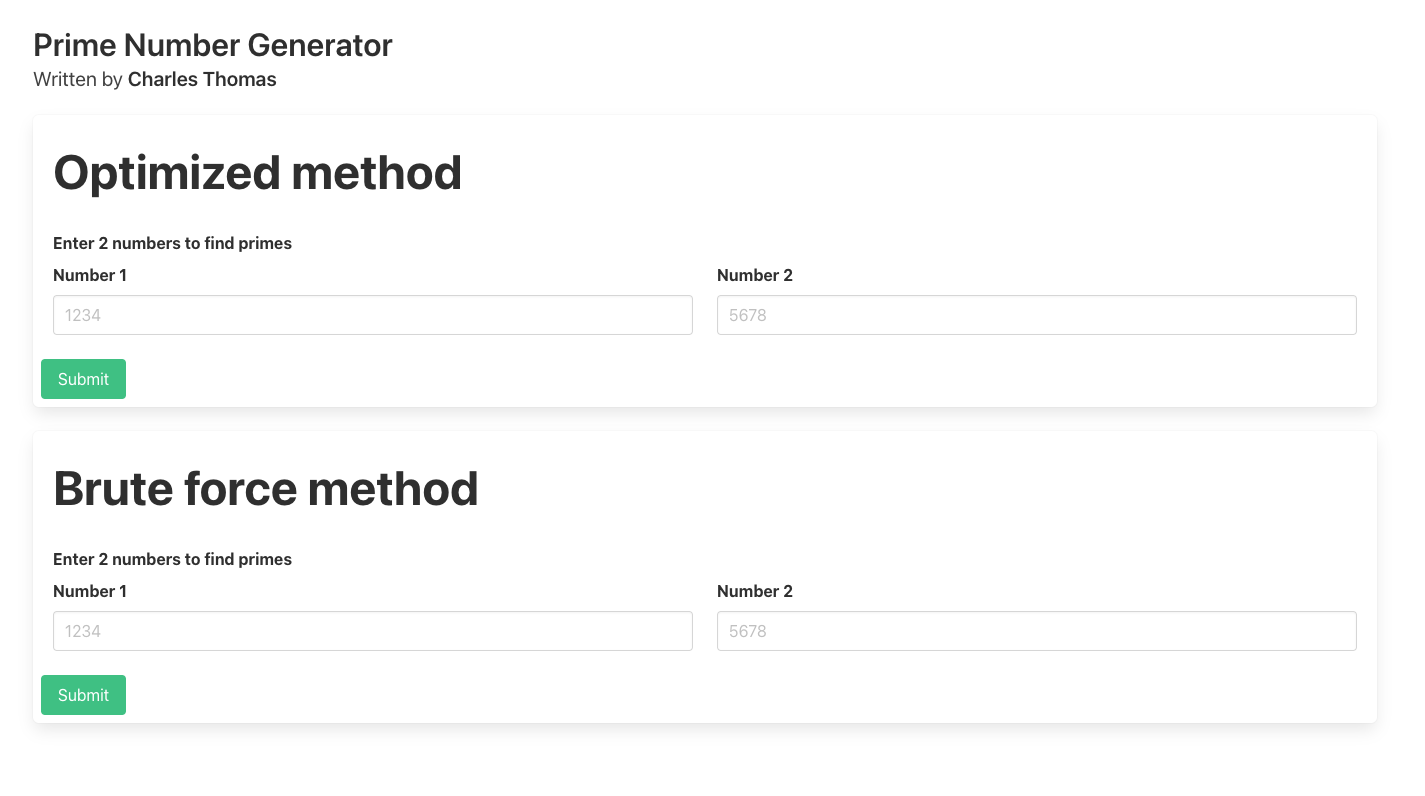 Prime Number Generator
Written by Charles Thomas
Optimized method
Enter 2 numbers to find primes
Number 1 Number 2
1234 5678
Submit
Brute force method
Enter 2 numbers to find primes
Number 1 Number 2
1234 5678
Submit